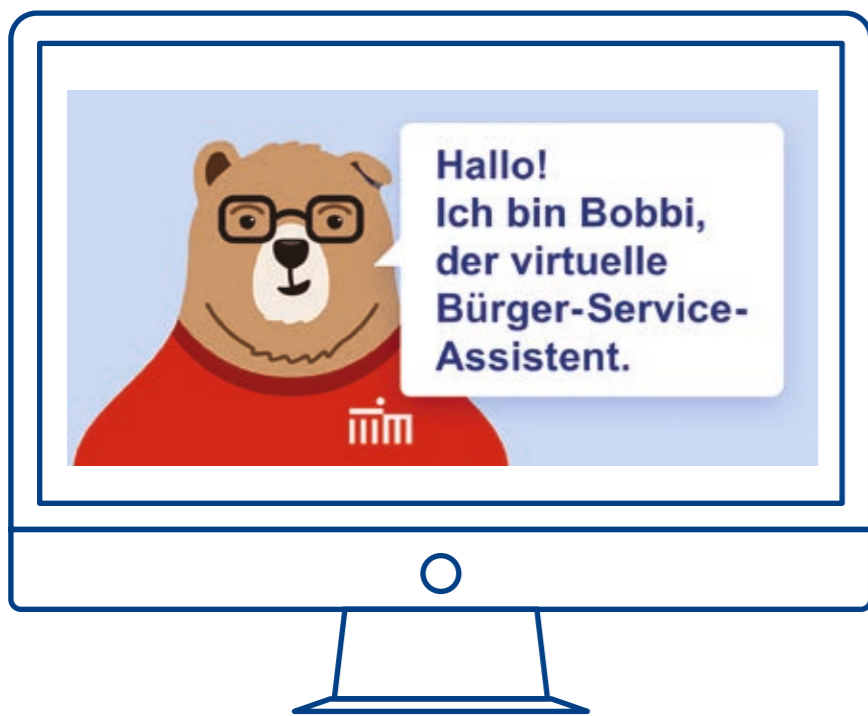 Hallo!
Ich bin Bobbi,
der virtuelle
Bürger-Service-
Assistent.